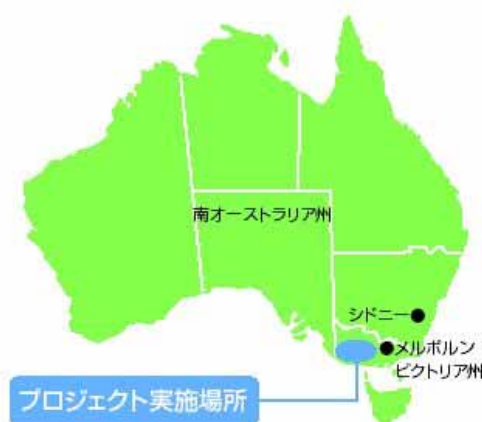 南オーストラリア州
シドニー
メルボルン
ビクトリア州
プロジェクト実施場所